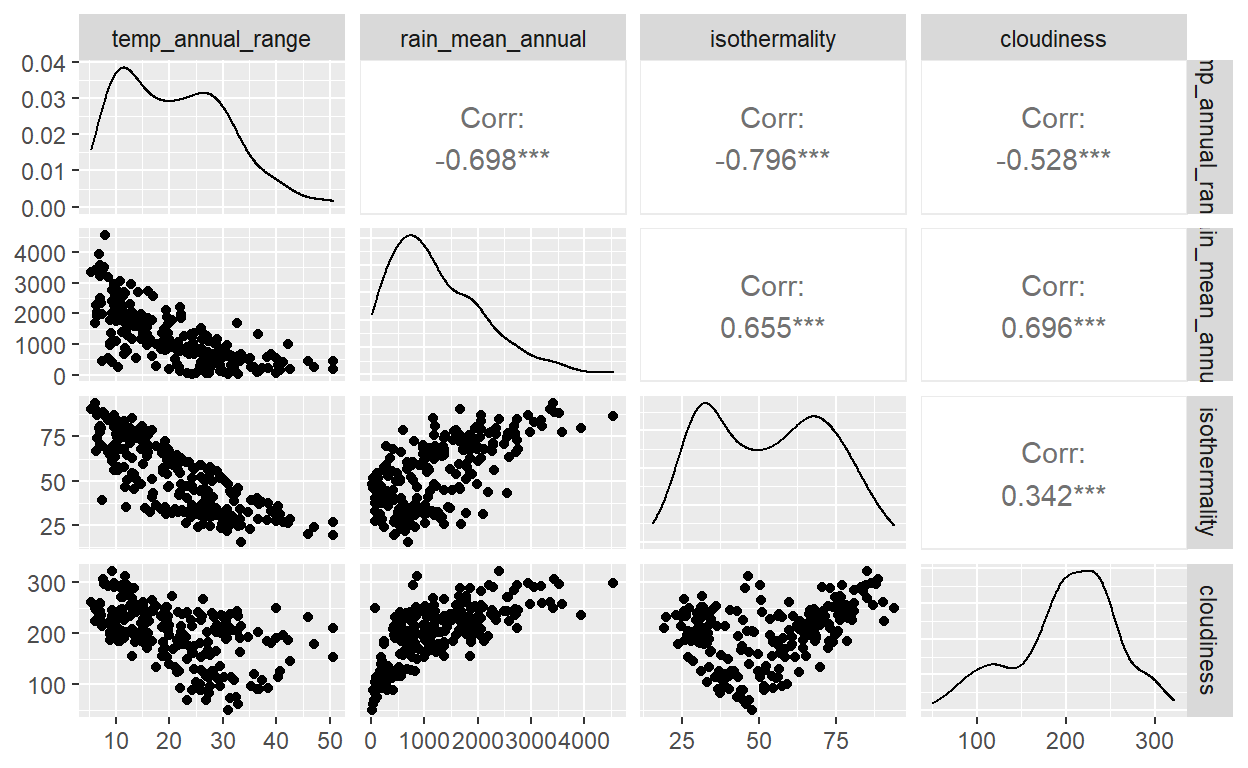 temp_annual_range rain_mean_annual isothermality cloudiness
0.04
0.03
0.02
0.01
0.00
Corr:
-0.698***
Corr:
-0.796***
Corr:
-0.528***
mp_annual_ran
4000
3000
2000
1000
0
Corr:
0.655***
Corr:
0.696***
in_mean_annu
75
50
25
Corr:
0.342***
isothermality
300
200
100
cloudiness
10 20 30 40 50 0 1000 2000 3000 4000 25 50 75 100 200 300